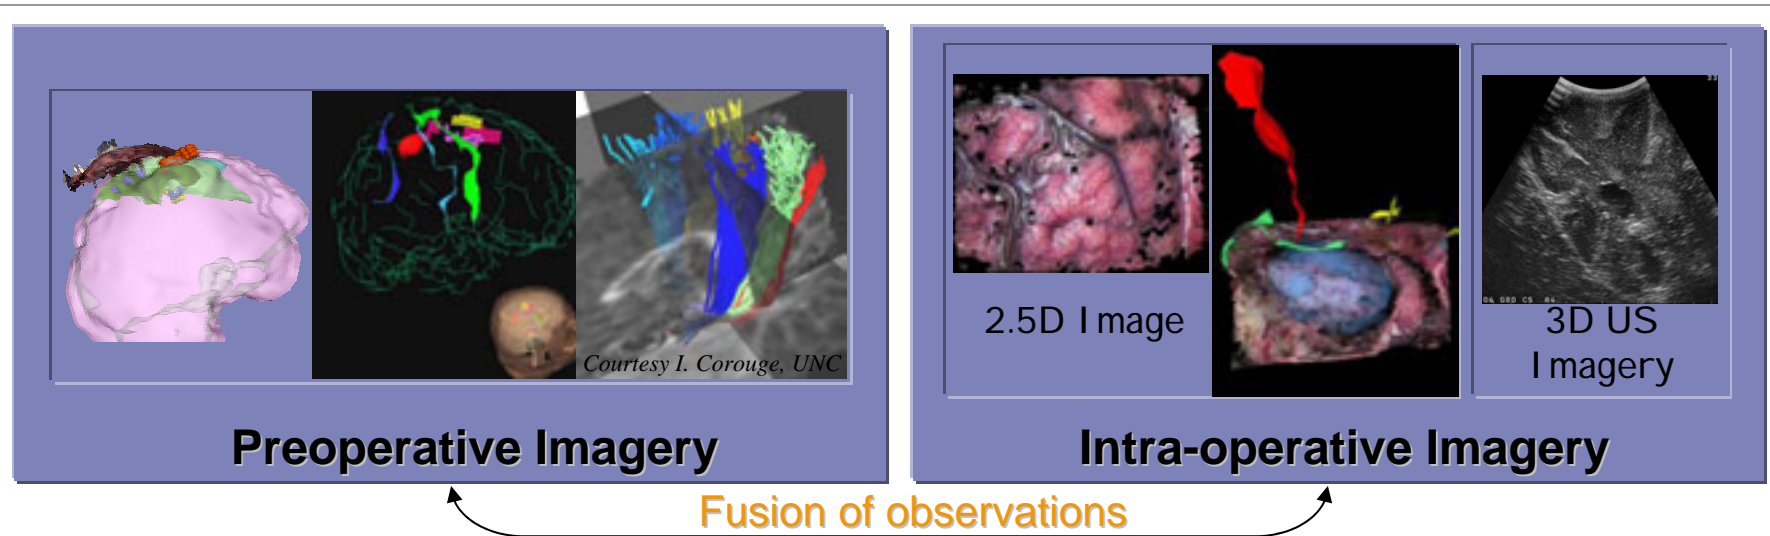 Courtesy I. Corouge, UNC
Preoperative Imagery
2.5D Image
3D US
Imagery
Intra-operative Imagery
Fusion of observations